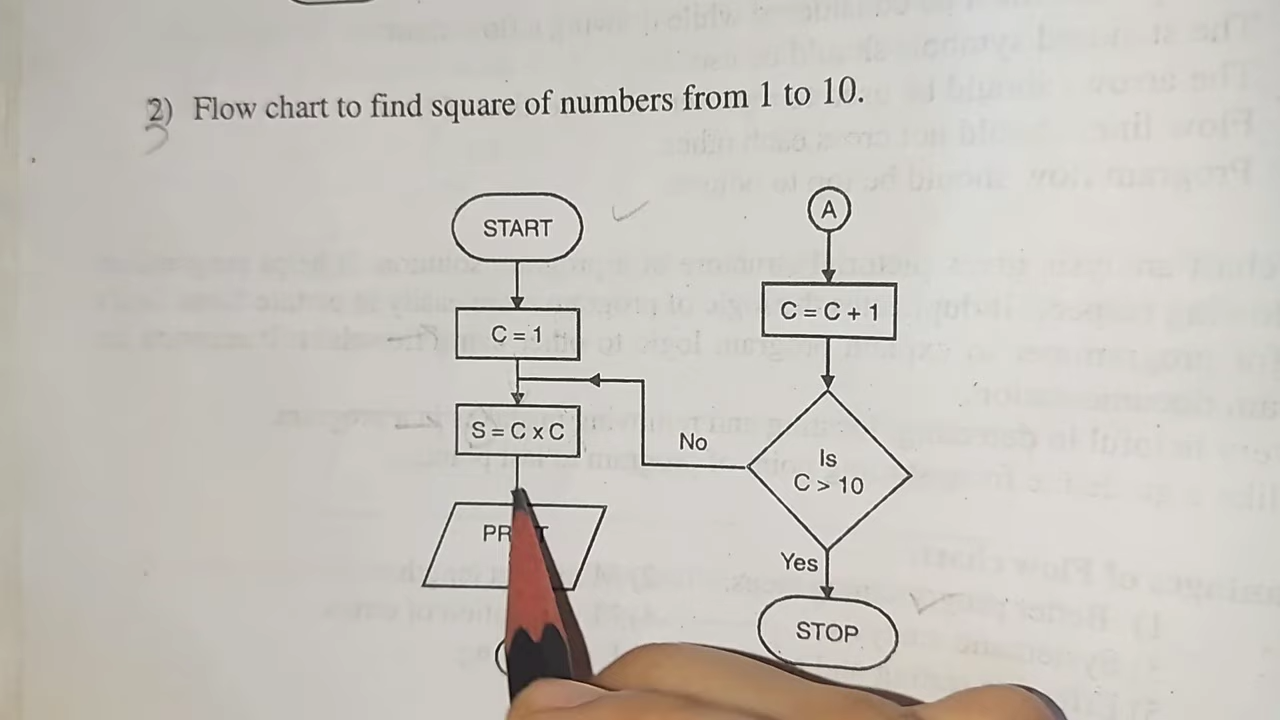 2) Flow chart to find square of numbers from 1 to 10.
START
C = 1
S = C x C
A
C = C + 1
Is
C > 10
No
Yes
STOP